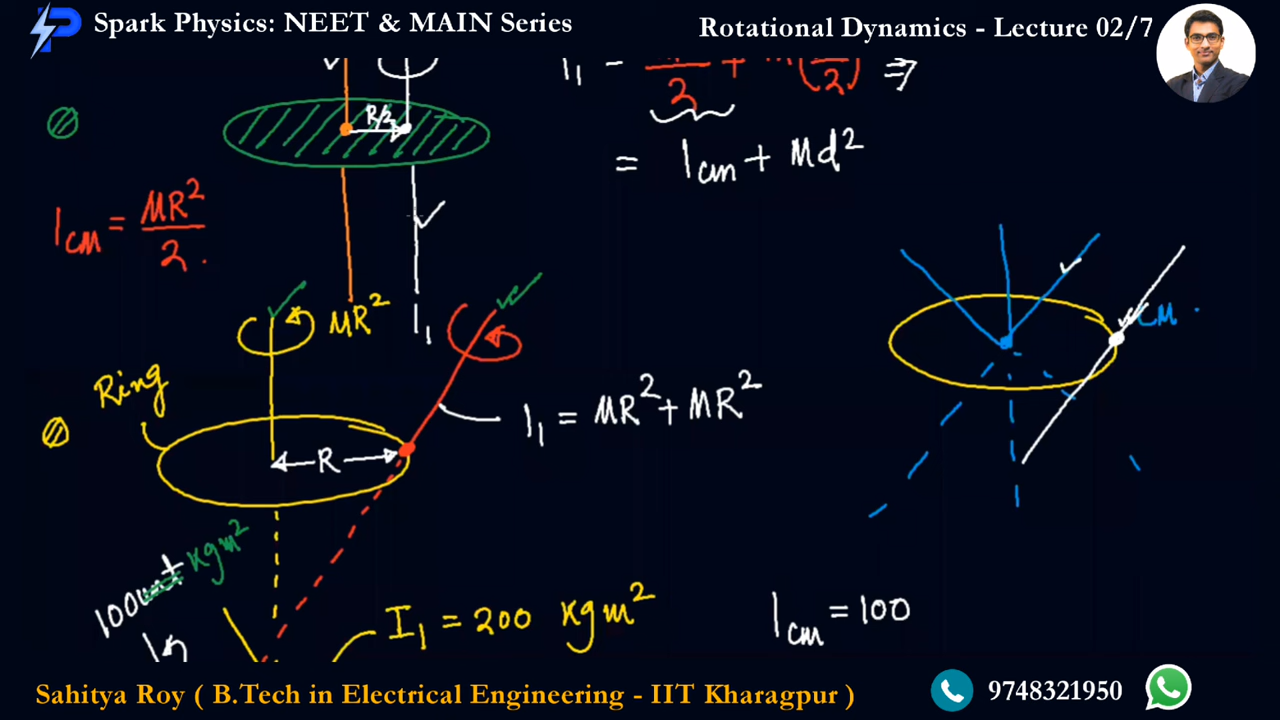 Spark Physics: NEET & MAIN Series
Rotational Dynamics - Lecture 02/7
R/2
= Icm + Md²
ICM = MR²/2.
I₁
MR²
CM.
Ring
R
I₁ = MR² + MR²
kgm²
I₁ = 200 kgm²
Icm = 100
Sahitya Roy ( B.Tech in Electrical Engineering - IIT Kharagpur )
9748321950